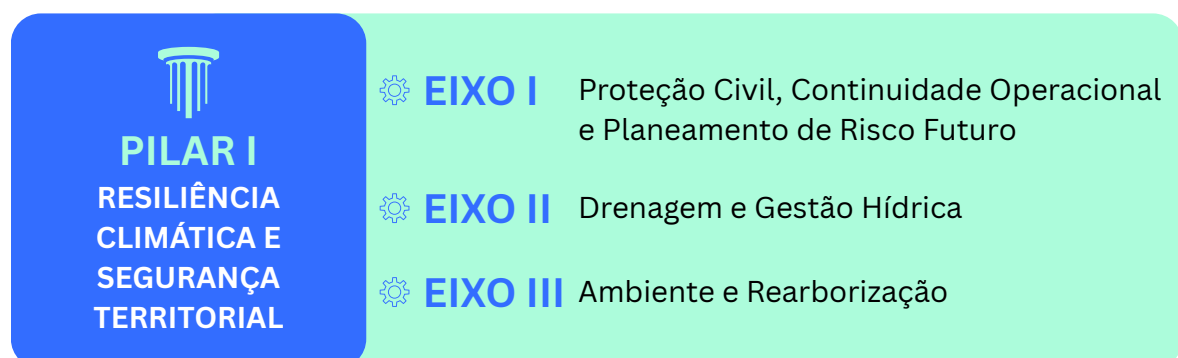 PILAR I
RESILIÊNCIA
CLIMÁTICA E
SEGURANÇA
TERRITORIAL
EIXO I Proteção Civil, Continuidade Operacional
e Planeamento de Risco Futuro
EIXO II Drenagem e Gestão Hídrica
EIXO III Ambiente e Rearborização